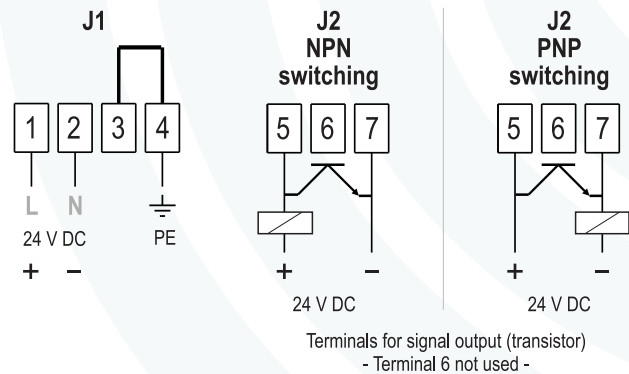 J1
1 2 3 4
L N
24 V DC PE
+ –
J2
NPN
switching
5 6 7
+ –
24 V DC
J2
PNP
switching
5 6 7
+ –
24 V DC
Terminals for signal output (transistor)
- Terminal 6 not used -